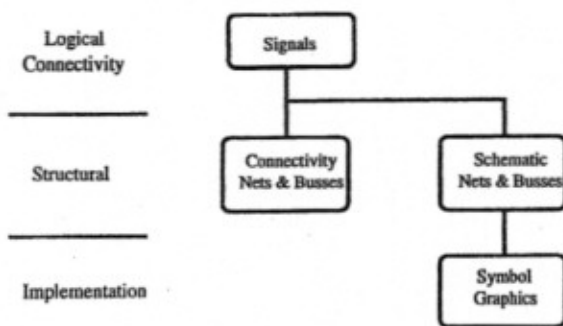 Logical
Connectivity
Signals
Structural
Connectivity
Nets & Busses
Schematic
Nets & Busses
Implementation
Symbol
Graphics